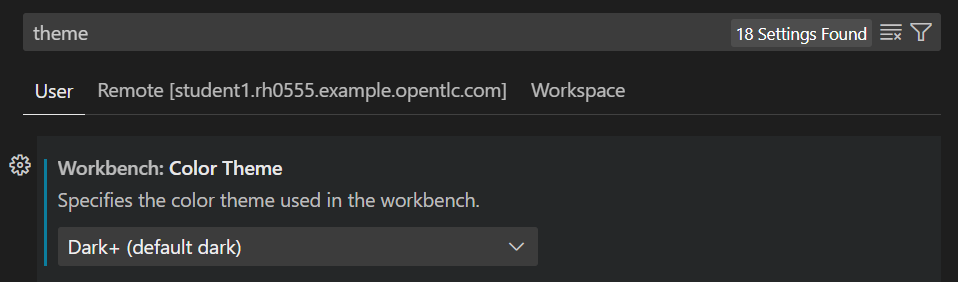 theme
18 Settings Found
User Remote [student1.rh0555.example.opentlc.com] Workspace
Workbench: Color Theme
Specifies the color theme used in the workbench.
Dark+ (default dark)